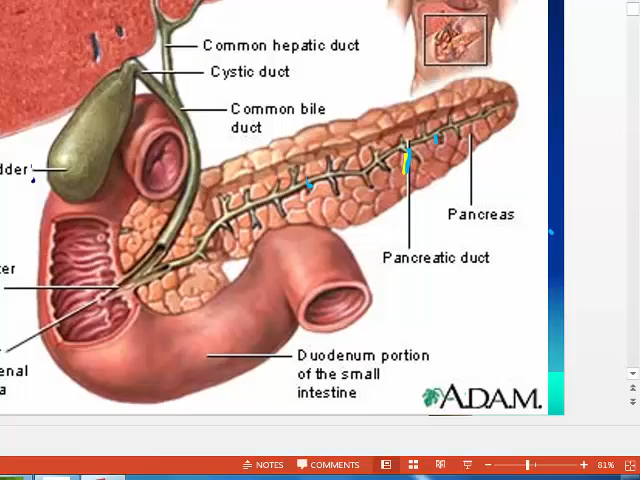 Common hepatic duct
Cystic duct
Common bile
duct
dder
Pancreas
Pancreatic duct
ter
Duodenum portion
of the small
intestine
enal
a
A.D.A.M.
NOTES COMMENTS 81%